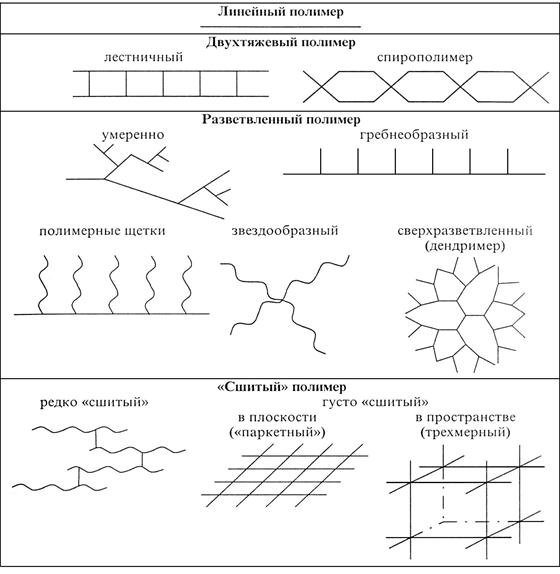 Линейный полимер
Двухтяжевый полимер
лестничный
спирополимер
Разветвленный полимер
умеренно
гребнеобразный
полимерные щетки
звездообразный
сверхразветвленный
(дендример)
«Сшитый» полимер
редко «сшитый»
густо «сшитый»
в плоскости
(«паркетный»)
в пространстве
(трехмерный)